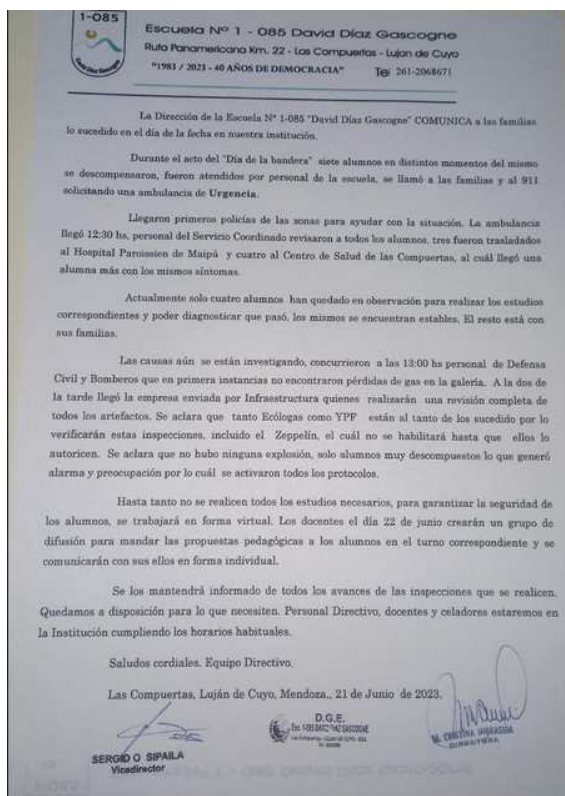 1-085
David Díaz Gascogne
Escuela Nº 1 - 085 David Díaz Gascogne
Ruta Panamericana Km. 22 - Las Compuertas - Lujan de Cuyo
"1983 / 2023 - 40 AÑOS DE DEMOCRACIA" Tel 261-2068671
La Dirección de la Escuela Nº 1-085 "David Díaz Gascogne" COMUNICA a las familias
lo sucedido en el día de la fecha en nuestra institución.
Durante el acto del "Día de la bandera" siete alumnos en distintos momentos del mismo
se descompensaron, fueron atendidos por personal de la escuela, se llamó a las familias y al 911
solicitando una ambulancia de Urgencia.
Llegaron primeros policías de las zonas para ayudar con la situación. La ambulancia
llegó 12:30 hs, personal del Servicio Coordinado revisaron a todos los alumnos, tres fueron trasladados
al Hospital Paroissien de Maipú y cuatro al Centro de Salud de las Compuertas, al cuál llegó una
alumna más con los mismos síntomas.
Actualmente solo cuatro alumnos han quedado en observación para realizar los estudios
correspondientes y poder diagnosticar que pasó, los mismos se encuentran estables. El resto está con
sus familias.
Las causas aún se están investigando, concurrieron a las 13:00 hs personal de Defensa
Civil y Bomberos que en primera instancias no encontraron pérdidas de gas en la galería. A la dos de
la tarde llegó la empresa enviada por Infraestructura quienes realizarán una revisión completa de
todos los artefactos. Se aclara que tanto Ecólogas como YPF están al tanto de los sucedido por lo
verificarán estas inspecciones, incluido el Zeppelin, el cuál no se habilitará hasta que ellos lo
autoricen. Se aclara que no hubo ninguna explosión, solo alumnos muy descompuestos lo que generó
alarma y preocupación por lo cuál se activaron todos los protocolos.
Hasta tanto no se realicen todos los estudios necesarios, para garantizar la seguridad de
los alumnos, se trabajará en forma virtual. Los docentes el día 22 de junio crearán un grupo de
difusión para mandar las propuestas pedagógicas a los alumnos en el turno correspondiente y se
comunicarán con sus ellos en forma individual.
Se los mantendrá informado de todos los avances de las inspecciones que se realicen.
Quedamos a disposición para lo que necesiten. Personal Directivo, docentes y celadores estaremos en
la Institución cumpliendo los horarios habituales.
Saludos cordiales. Equipo Directivo.
Las Compuertas, Luján de Cuyo, Mendoza., 21 de Junio de 2023.
D.G.E.
Esc. 1-085 DAVID DIAZ GASCOGNE
SERGIO O SIPAILA
Vicedirector
M. CRISTINA
DIRECTORA